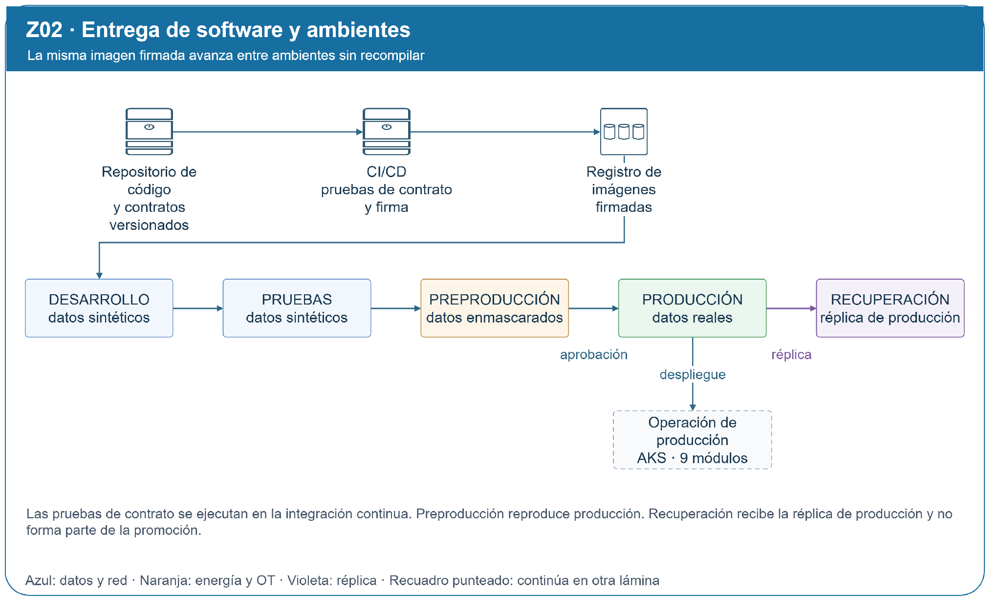 Z02 · Entrega de software y ambientes
La misma imagen firmada avanza entre ambientes sin recompilar
Repositorio de
código
y contratos
versionados
CI/CD
pruebas de contrato
y firma
Registro de
imágenes
firmadas
DESARROLLO
datos sintéticos
PRUEBAS
datos sintéticos
PREPRODUCCIÓN
datos enmascarados
PRODUCCIÓN
datos reales
RECUPERACIÓN
réplica de producción
aprobación
réplica
despliegue
Operación de
producción
AKS · 9 módulos
Las pruebas de contrato se ejecutan en la integración continua. Preproducción reproduce producción. Recuperación recibe la réplica de producción y no
forma parte de la promoción.
Azul: datos y red · Naranja: energía y OT · Violeta: réplica · Recuadro punteado: continúa en otra lámina